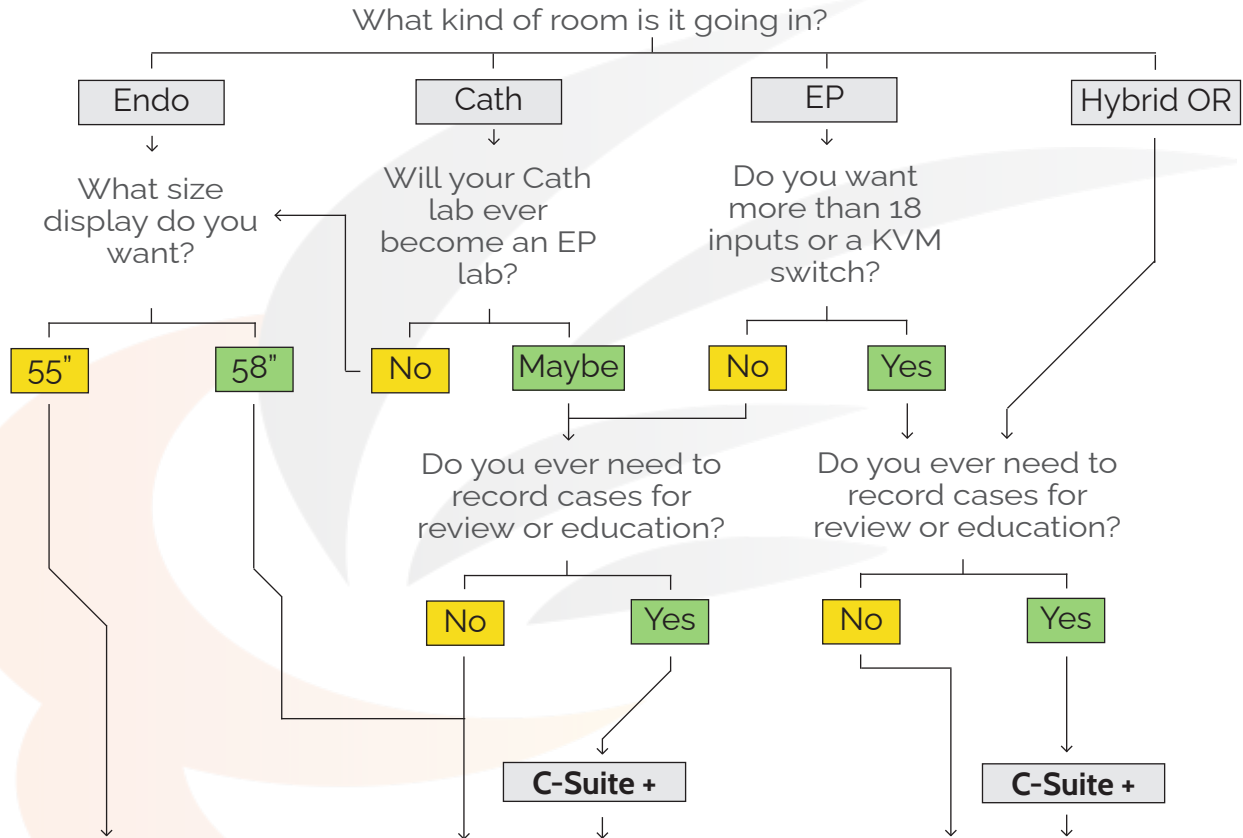 What kind of room is it going in?
Endo
Cath
EP
Hybrid OR
What size
display do you
want?
Will your Cath
lab ever
become an EP
lab?
Do you want
more than 18
inputs or a KVM
switch?
55”
58”
No
Maybe
No
Yes
Do you ever need to
record cases for
review or education?
Do you ever need to
record cases for
review or education?
No
Yes
No
Yes
C-Suite +
C-Suite +